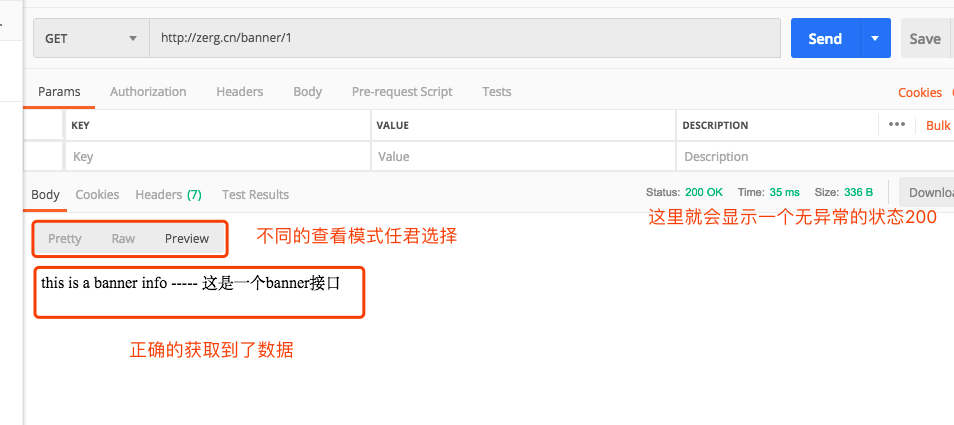 GET http://zerg.cn/banner/1 Send Save
Params Authorization Headers Body Pre-request Script Tests Cookies
KEY VALUE DESCRIPTION ••• Bulk
Key Value Description
Body Cookies Headers (7) Test Results Status: 200 OK Time: 35 ms Size: 336 B Downloa
这里就会显示一个无异常的状态200
Pretty Raw Preview 不同的查看模式任君选择
this is a banner info ----- 这是一个banner接口
正确的获取到了数据